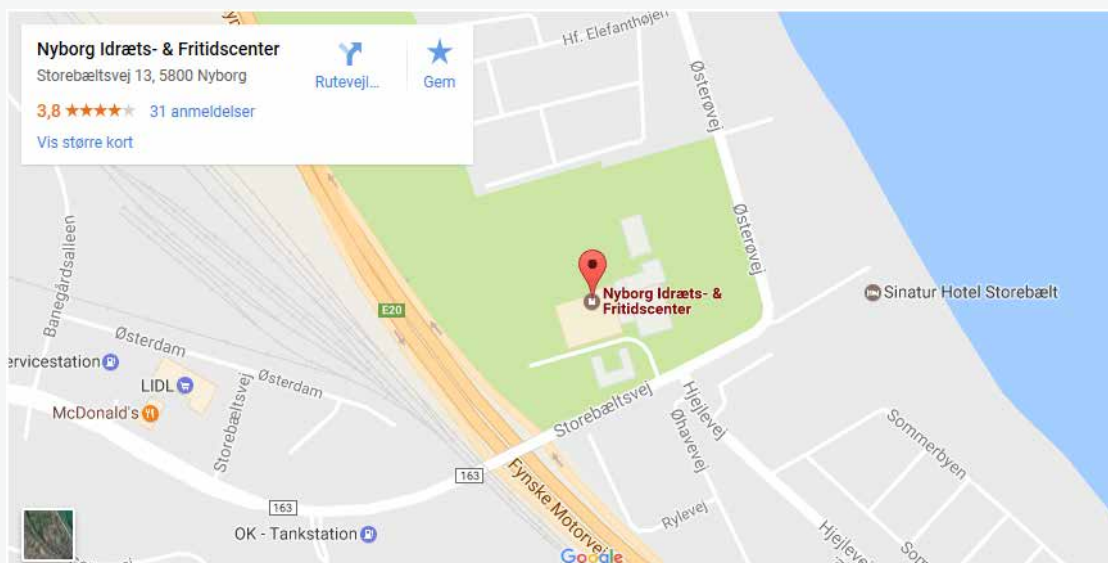 Nyborg Idræts- & Fritidscenter
Storebæltsvej 13, 5800 Nyborg
3,8
31 anmeldelser
Vis større kort
Rutevejl...
Gem
Hf. Elefanthøjen
Østerøvej
Østerøvej
Banegårdsalleen
E20
Nyborg Idræts- &
Fritidscenter
Sinatur Hotel Storebælt
Østerdam
ervicestation
LIDL
Østerdam
McDonald's
Storebæltsvej
Storebæltsvej
Hjejlevej
Øhavevej
Sommerbyen
163
163
Fynske Motorvej
OK - Tankstation
Rylevej
Hjejlevej
Google